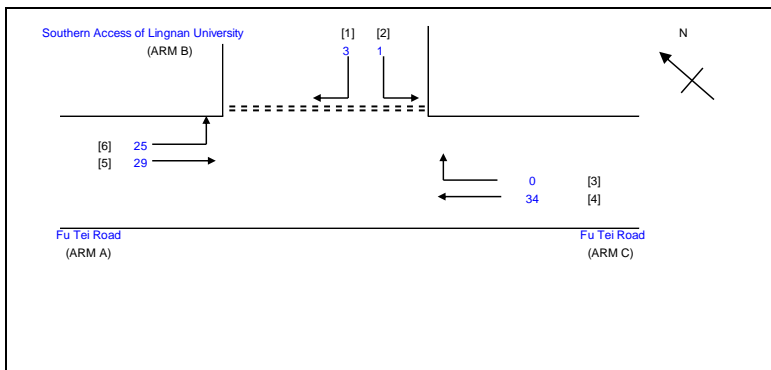 Southern Access of Lingnan University [1] [2] N
(ARM B) 3 1
[6] 25
[5] 29
0 [3]
34 [4]
Fu Tei Road Fu Tei Road
(ARM A) (ARM C)